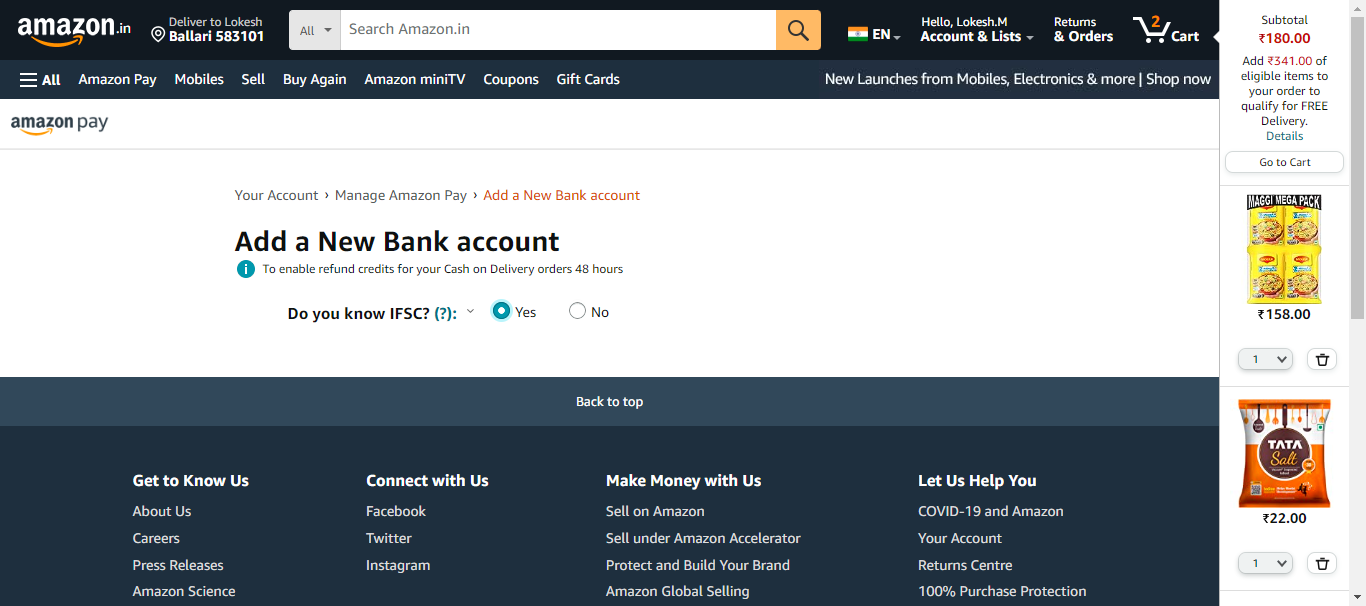 amazon.in
Deliver to Lokesh
Ballari 583101
All
Search Amazon.in
EN
Hello, Lokesh.M
Account & Lists
Returns
& Orders
2
Cart
All
Amazon Pay
Mobiles
Sell
Buy Again
Amazon miniTV
Coupons
Gift Cards
New Launches from Mobiles, Electronics & more | Shop now
amazon pay
Your Account › Manage Amazon Pay › Add a New Bank account
Add a New Bank account
i To enable refund credits for your Cash on Delivery orders 48 hours
Do you know IFSC? (?):
Yes
No
Back to top
Get to Know Us
About Us
Careers
Press Releases
Amazon Science
Connect with Us
Facebook
Twitter
Instagram
Make Money with Us
Sell on Amazon
Sell under Amazon Accelerator
Protect and Build Your Brand
Amazon Global Selling
Let Us Help You
COVID-19 and Amazon
Your Account
Returns Centre
100% Purchase Protection
Subtotal
₹180.00
Add ₹341.00 of
eligible items to
your order to
qualify for FREE
Delivery.
Details
Go to Cart
MAGGI MEGA PACK
₹158.00
1
TATA
Salt
₹22.00
1